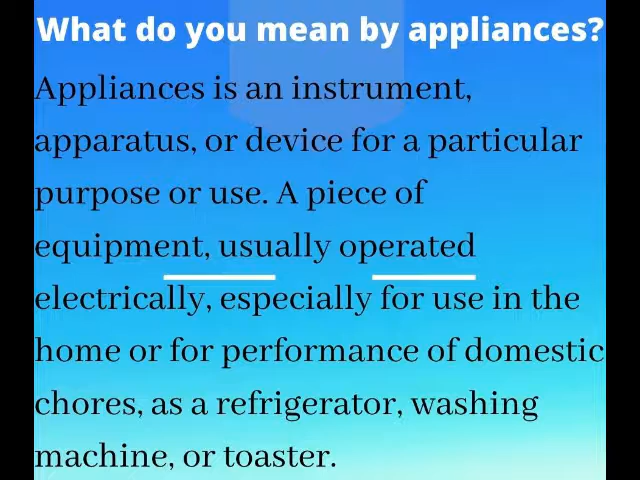 What do you mean by appliances?
Appliances is an instrument,
apparatus, or device for a particular
purpose or use. A piece of
equipment, usually operated
electrically, especially for use in the
home or for performance of domestic
chores, as a refrigerator, washing
machine, or toaster.